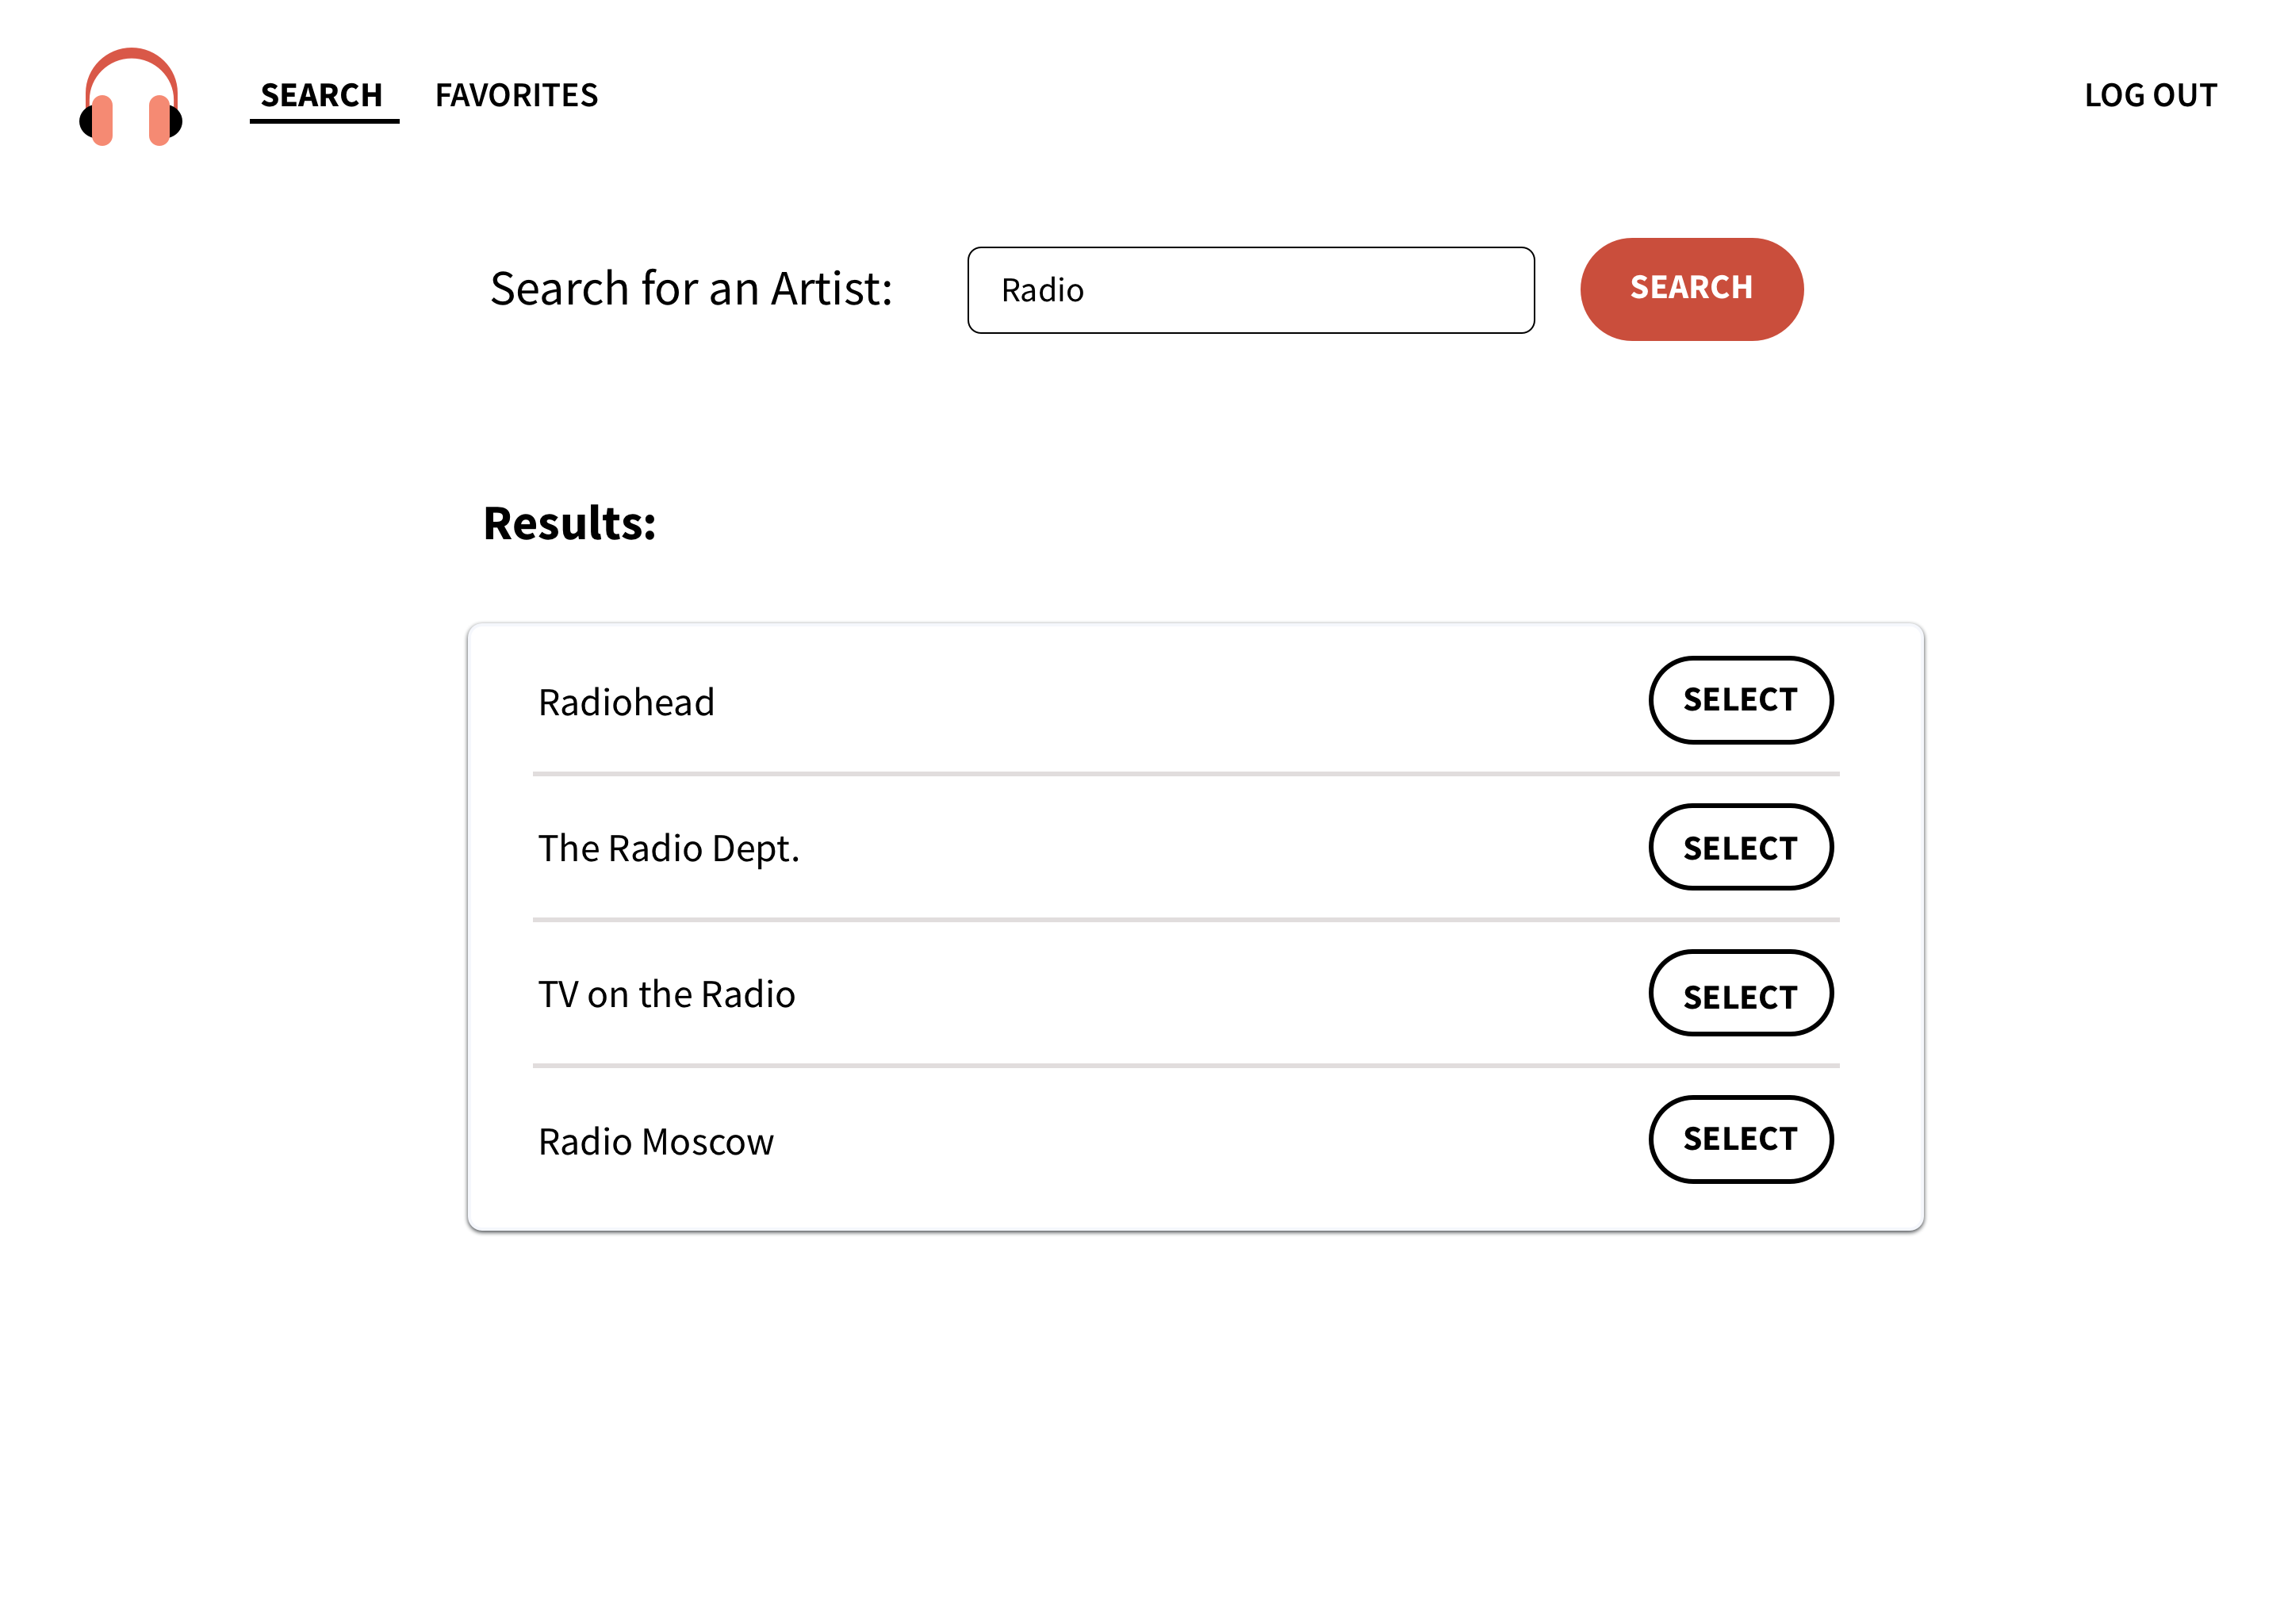 SEARCH FAVORITES LOG OUT
Search for an Artist: Radio SEARCH
Results:
Radiohead SELECT
The Radio Dept. SELECT
TV on the Radio SELECT
Radio Moscow SELECT